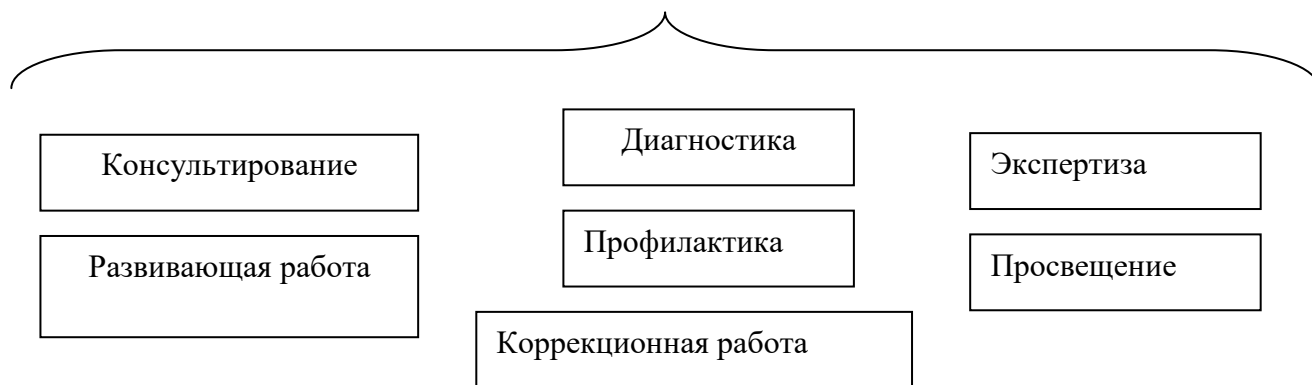 Консультирование
Диагностика
Экспертиза
Развивающая работа
Профилактика
Просвещение
Коррекционная работа